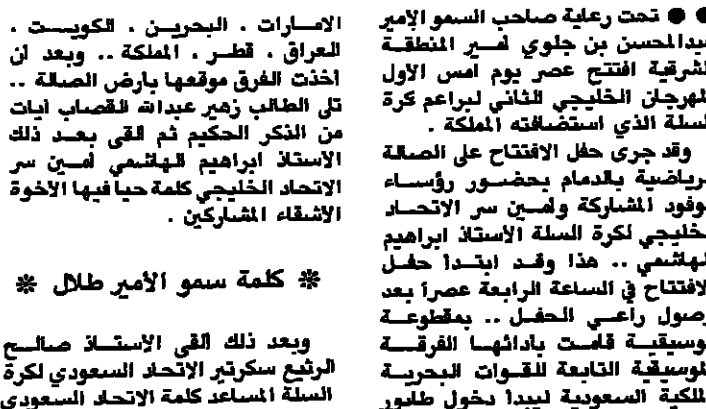 ● ● تحت رعاية صاحب السمو الأمير
عبدالمحسن بن جلوي أمير المنطقة
الشرقية افتتح عصر يوم أمس الأول
المهرجان الخليجي الثاني لبراعم كرة
السلة الذي استضافته المملكة .
وقد جرى حفل الافتتاح على الصالة
الرياضية بالدمام بحضور رؤساء
الوفود المشاركة وأمين سر الاتحاد
الخليجي لكرة السلة الأستاذ ابراهيم
الهاشمي .. هذا وقد ابتدأ حفل
الافتتاح في الساعة الرابعة عصراً بعد
وصول راعي الحفل .. بمقطوعة
موسيقية قامت بادائها الفرقة
الموسيقية التابعة للقوات البحرية
الملكية السعودية ليبدأ بخول طابور
الامارات . البحرين . الكويت .
العراق . قطر . المملكة .. وبعد ان
أخذت الفرق موقعها بارض الصالة ..
تلى الطالب زهير عبدالله القصاب آيات
من الذكر الحكيم ثم القى بعد ذلك
الأستاذ ابراهيم الهاشمي أمين سر
الاتحاد الخليجي كلمة حيا فيها الأخوة
الأشقاء المشاركين .
❋ كلمة سمو الأمير طلال ❋
وبعد ذلك القى الأستاذ صالح
الرثيع سكرتير الاتحاد السعودي لكرة
السلة المساعد كلمة الاتحاد السعودي